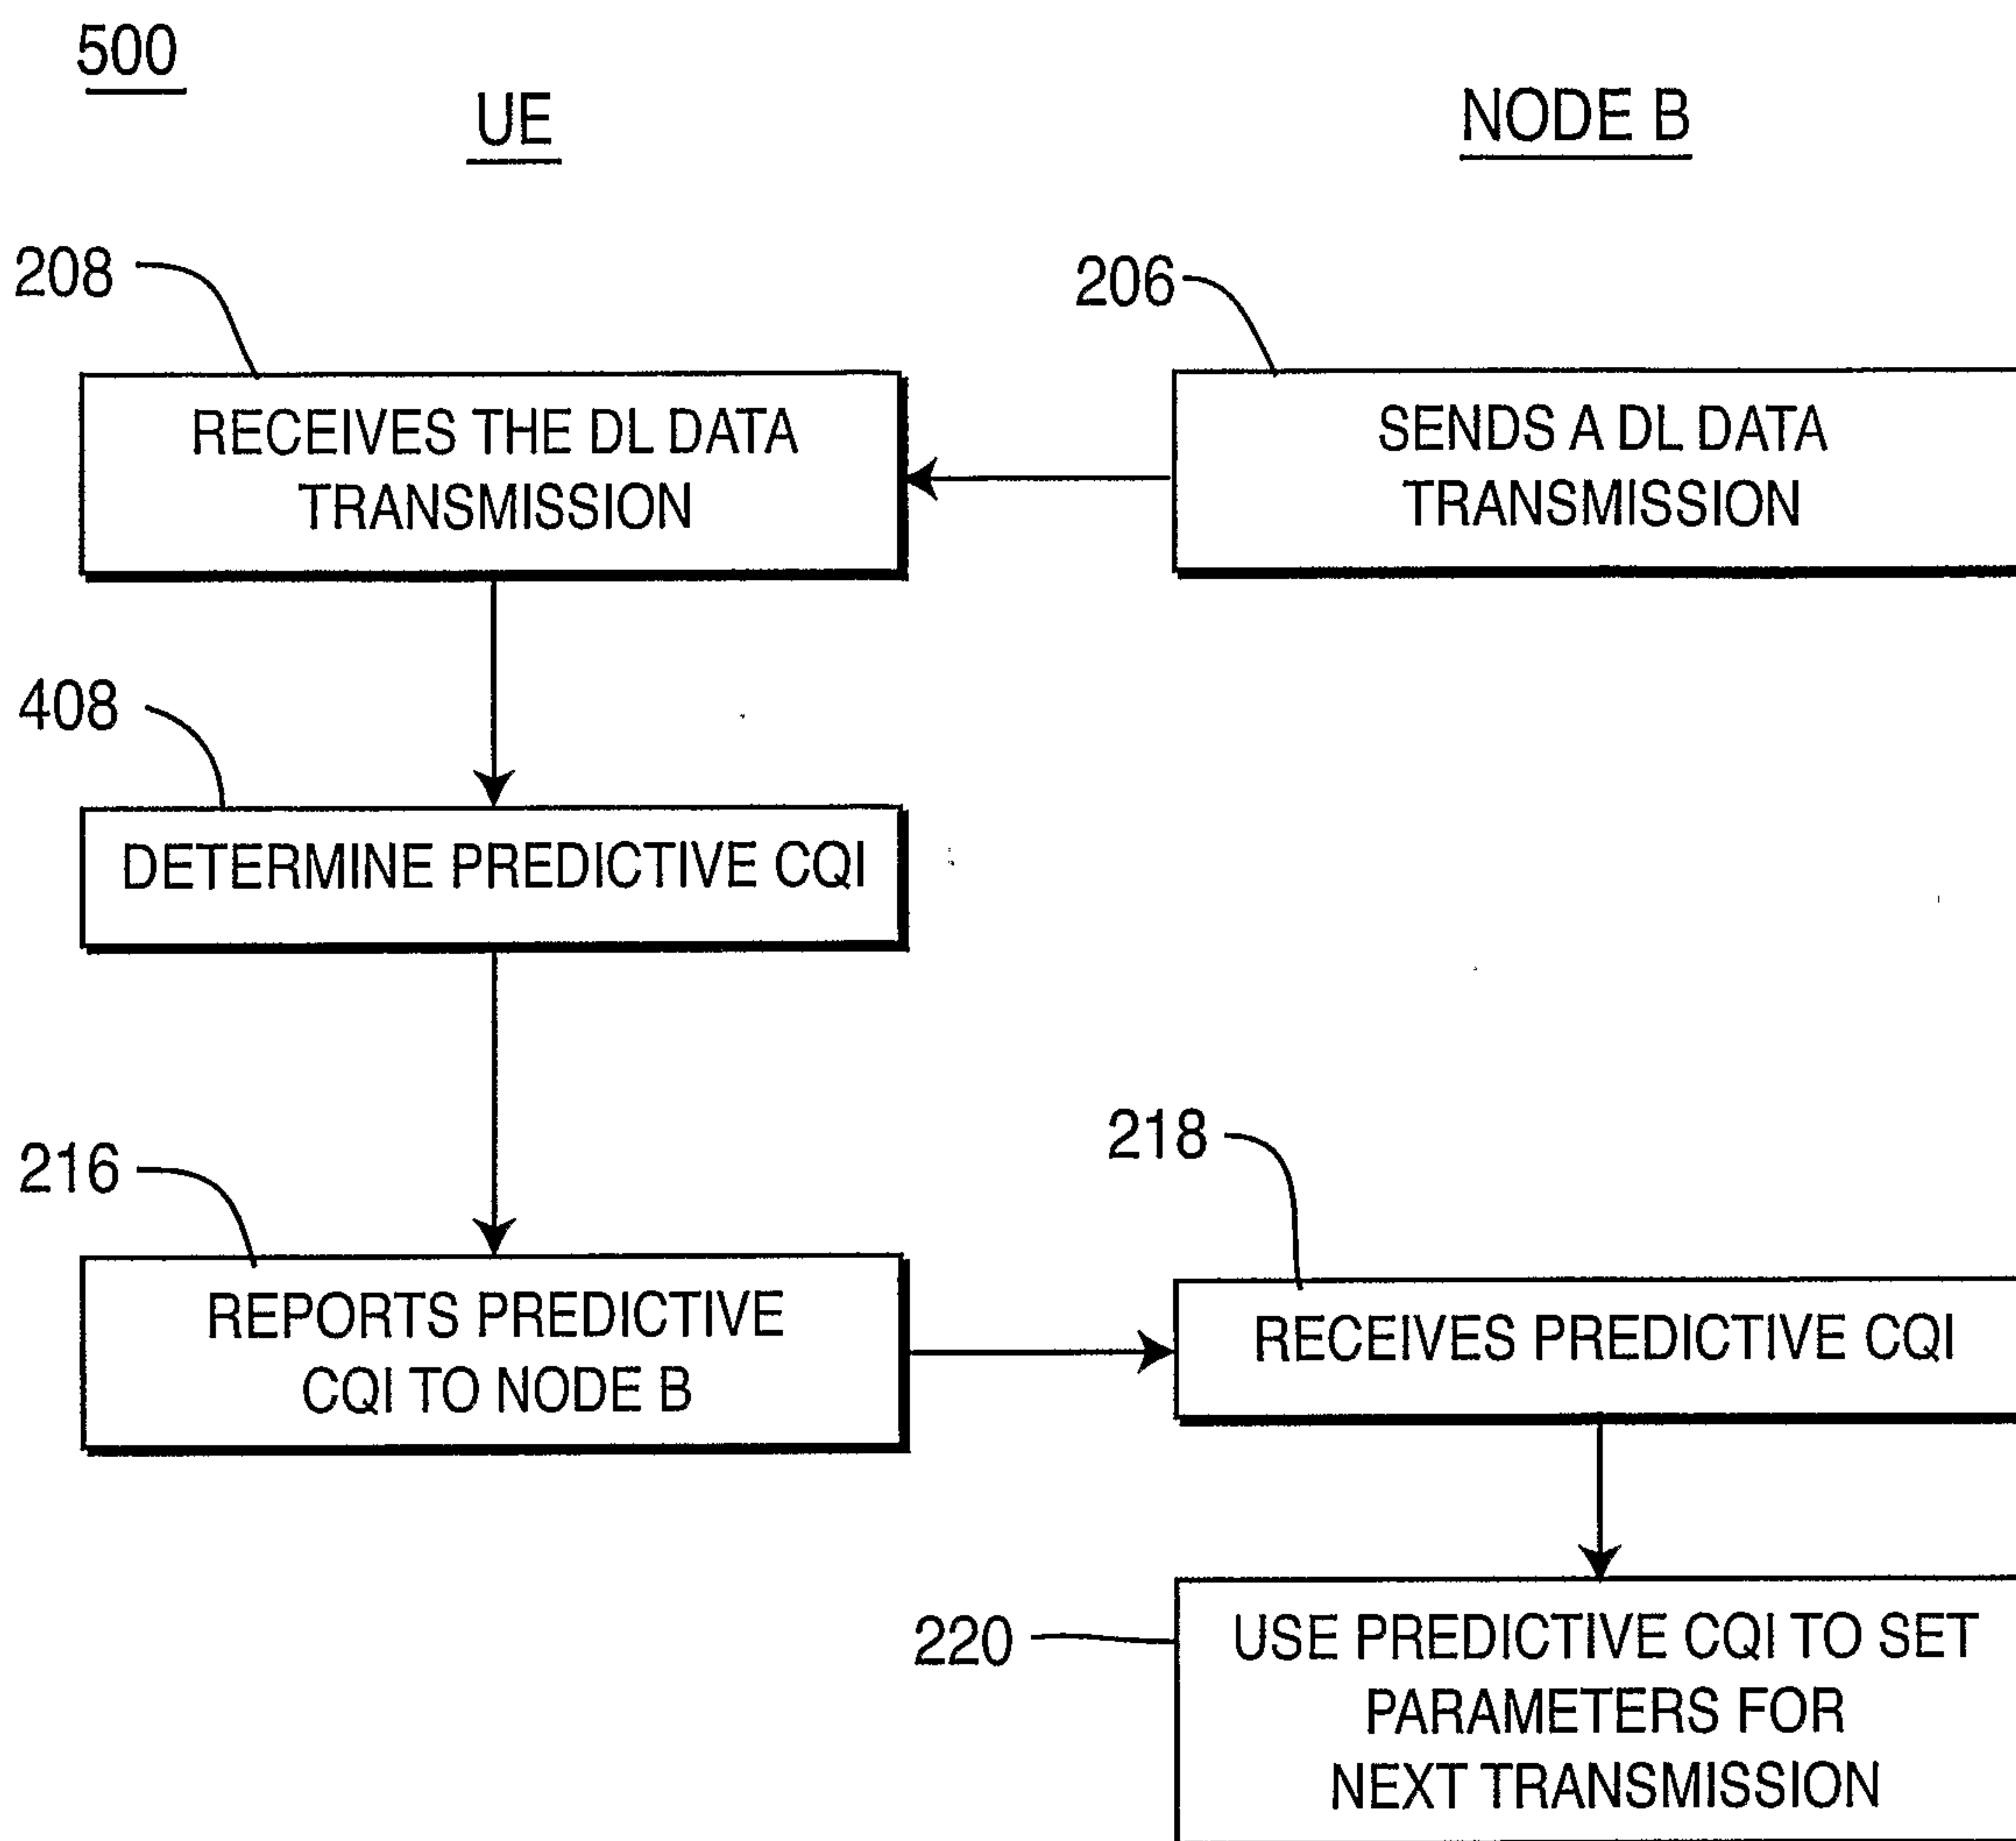 500
UE
NODE B
208
206
RECEIVES THE DL DATA
TRANSMISSION
SENDS A DL DATA
TRANSMISSION
408
DETERMINE PREDICTIVE CQI
216
218
REPORTS PREDICTIVE
CQI TO NODE B
RECEIVES PREDICTIVE CQI
220
USE PREDICTIVE CQI TO SET
PARAMETERS FOR
NEXT TRANSMISSION